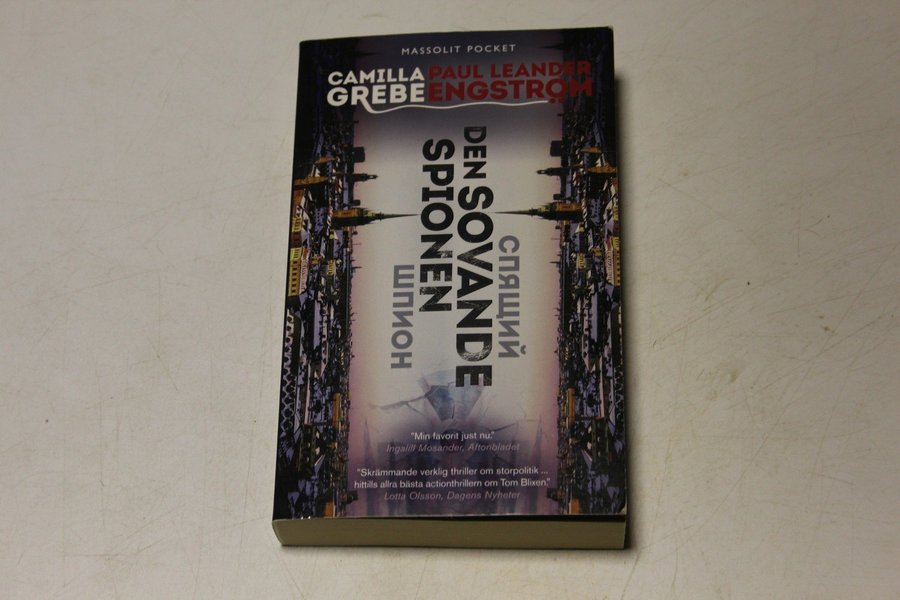 MASSOLIT POCKET
CAMILLA GREBE
PAUL LEANDER ENGSTRÖM
DEN SOVANDE
SPIONEN
СПЯЩИЙ
ШПИОН
"Min favorit just nu."
Ingalill Mosander, Aftonbladet
"Skrämmande verklig thriller om storpolitik ...
hittills allra bästa actionthrillern om Tom Blixen."
Lotta Olsson, Dagens Nyheter